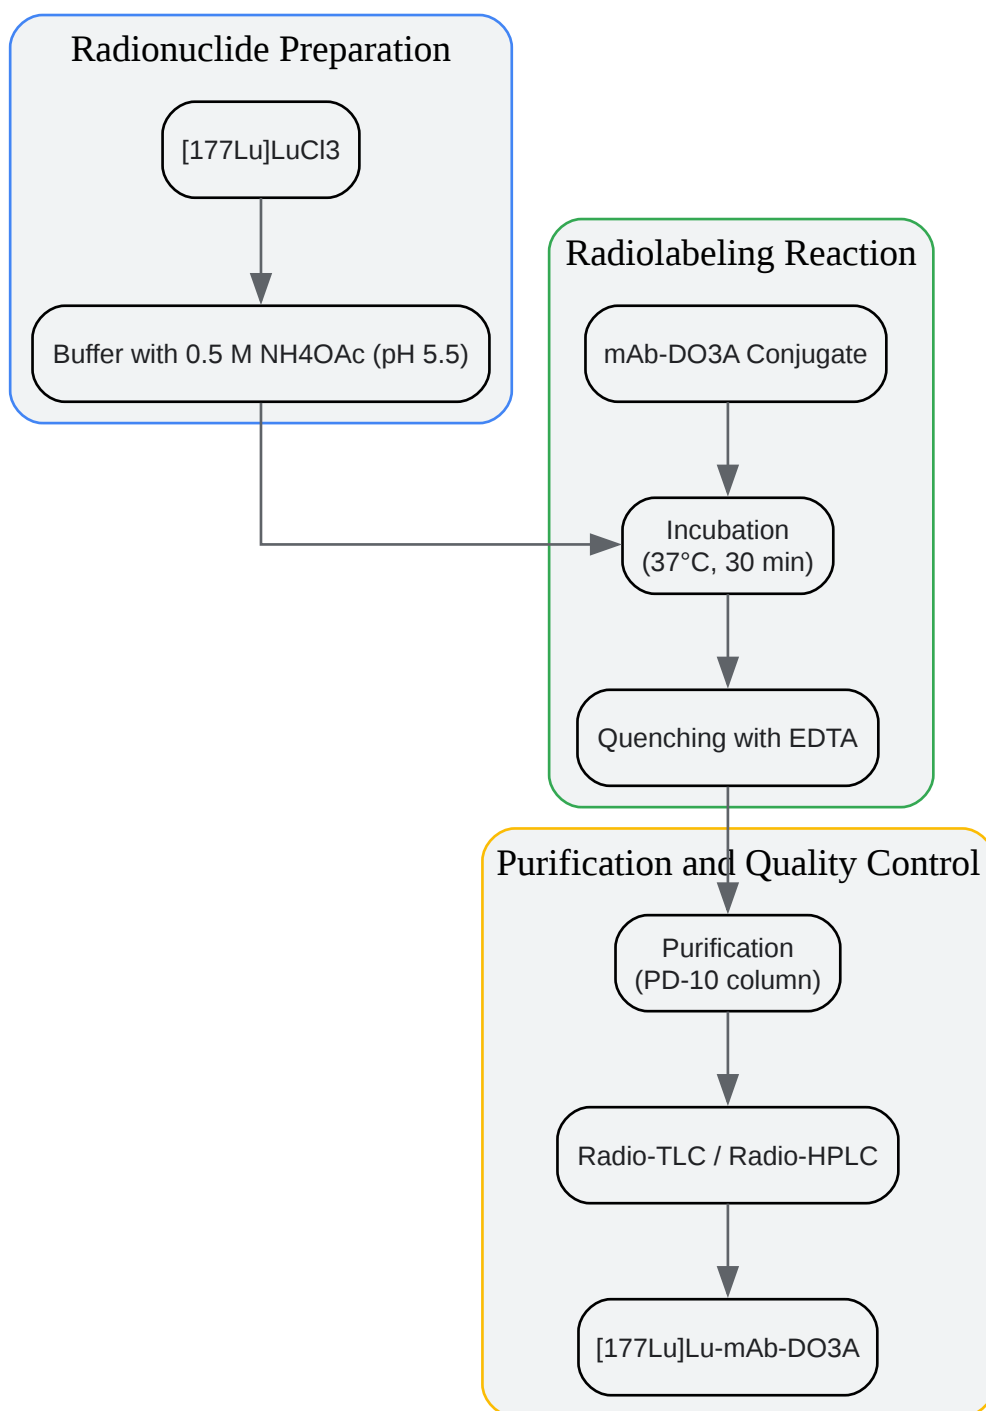 Radionuclide Preparation
[177Lu]LuCl3
Buffer with 0.5 M NH4OAc (pH 5.5)
Radiolabeling Reaction
mAb-DO3A Conjugate
Incubation
(37°C, 30 min)
Quenching with EDTA
Purification and Quality Control
Purification
(PD-10 column)
Radio-TLC / Radio-HPLC
[177Lu]Lu-mAb-DO3A